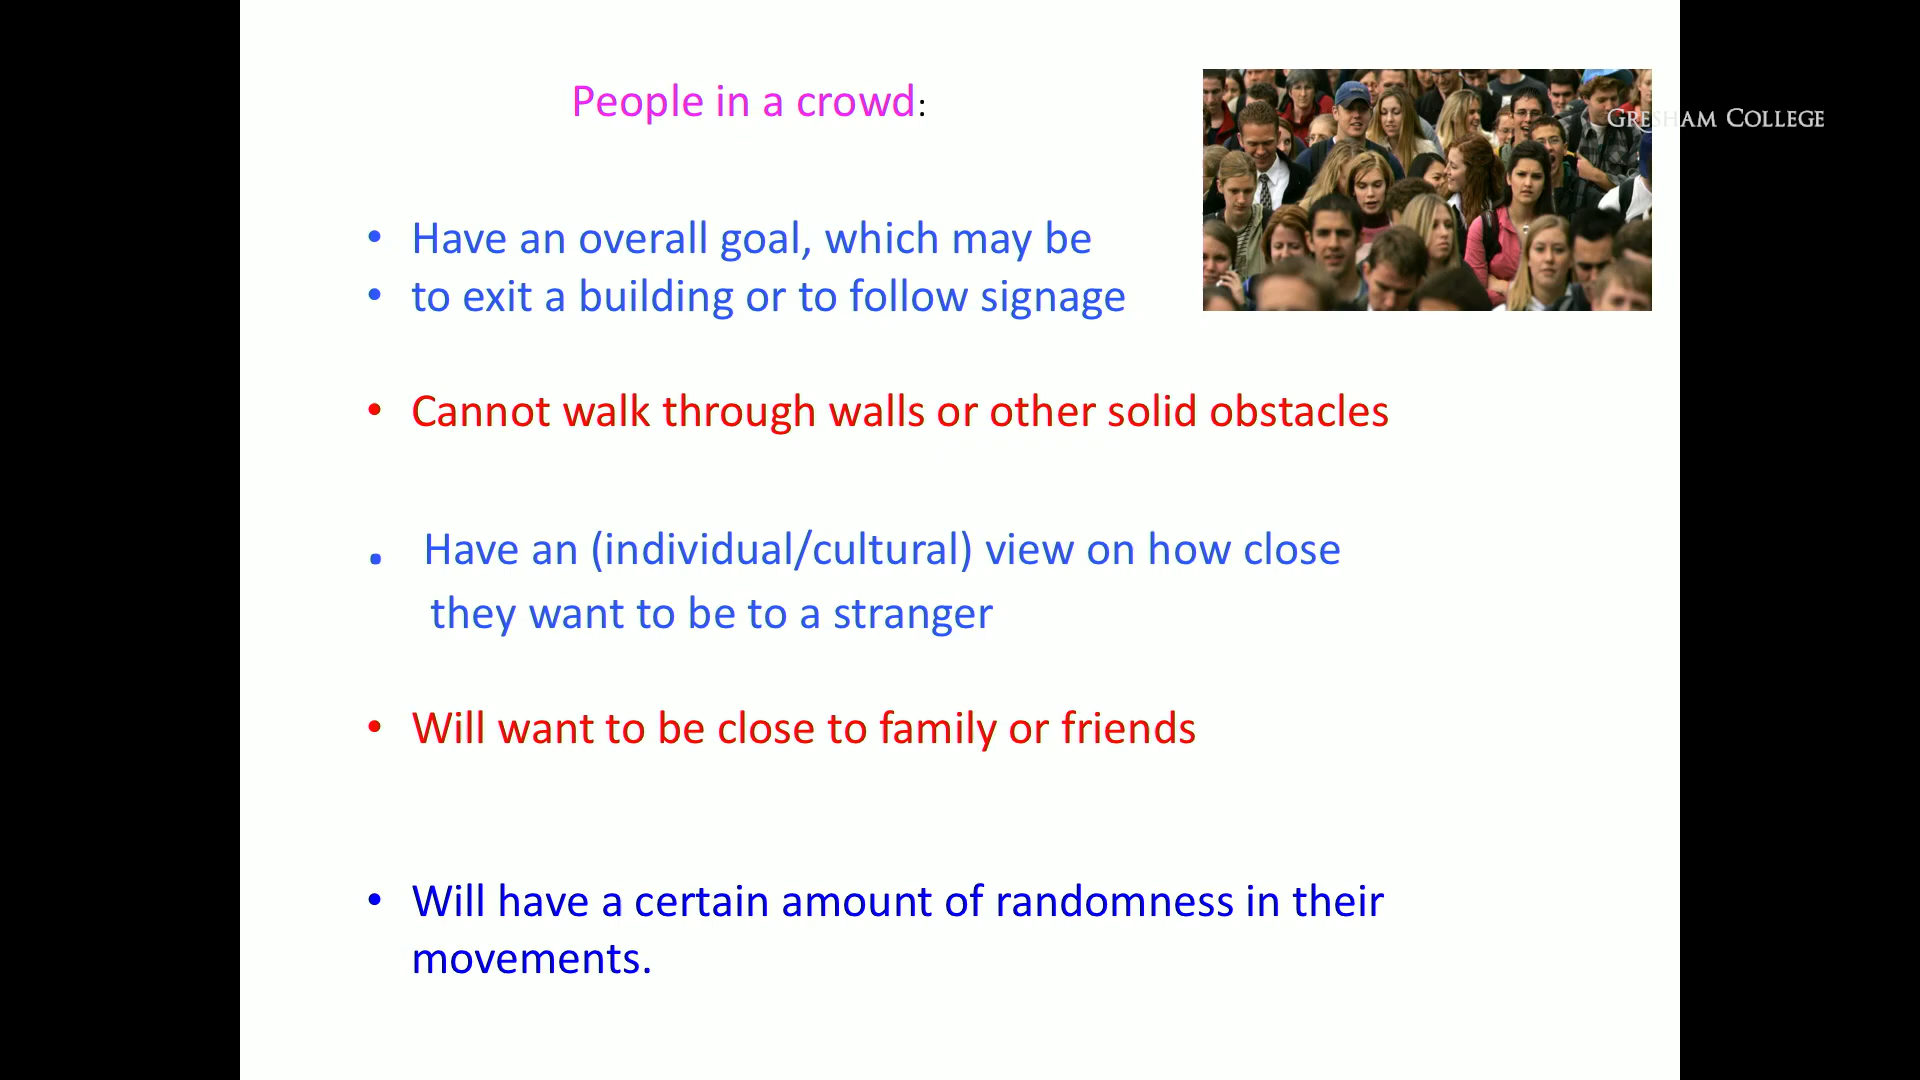 People in a crowd:
GRESHAM COLLEGE
• Have an overall goal, which may be
• to exit a building or to follow signage
• Cannot walk through walls or other solid obstacles
. Have an (individual/cultural) view on how close
they want to be to a stranger
• Will want to be close to family or friends
• Will have a certain amount of randomness in their
movements.